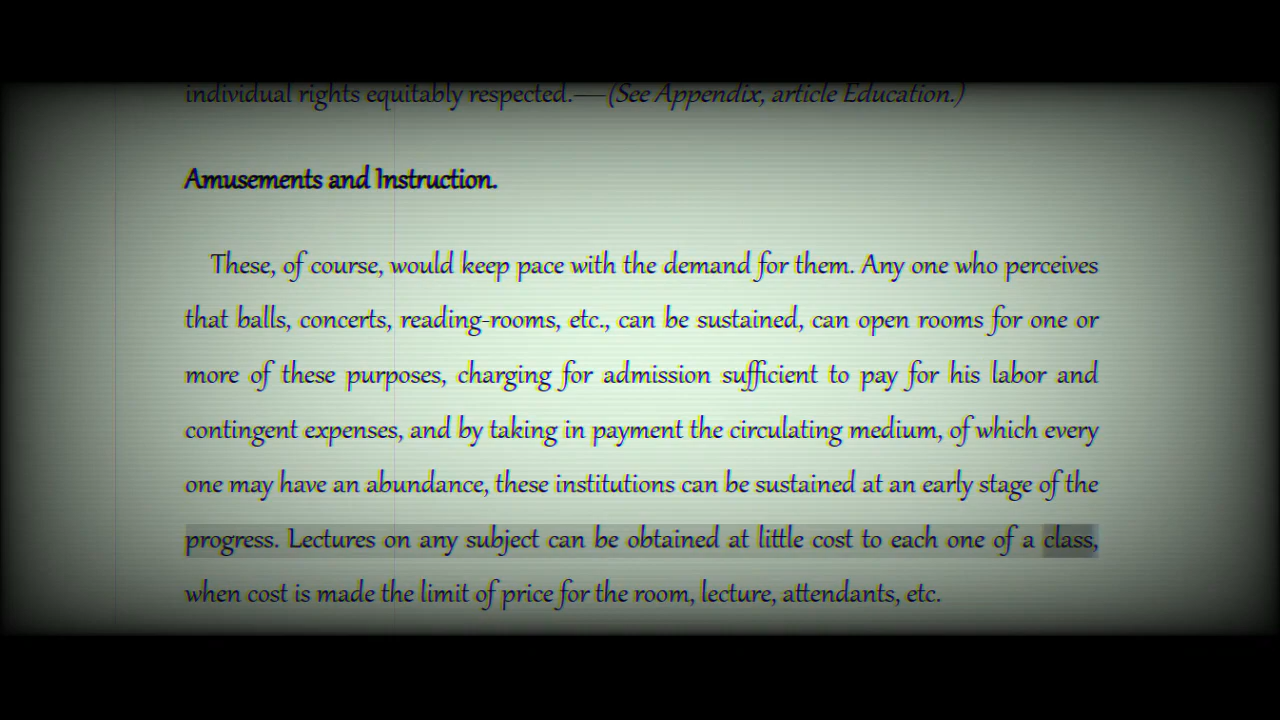 individual rights equitably respected.—(See Appendix, article Education.)
Amusements and Instruction.
These, of course, would keep pace with the demand for them. Any one who perceives
that balls, concerts, reading-rooms, etc., can be sustained, can open rooms for one or
more of these purposes, charging for admission sufficient to pay for his labor and
contingent expenses, and by taking in payment the circulating medium, of which every
one may have an abundance, these institutions can be sustained at an early stage of the
progress. Lectures on any subject can be obtained at little cost to each one of a class,
when cost is made the limit of price for the room, lecture, attendants, etc.